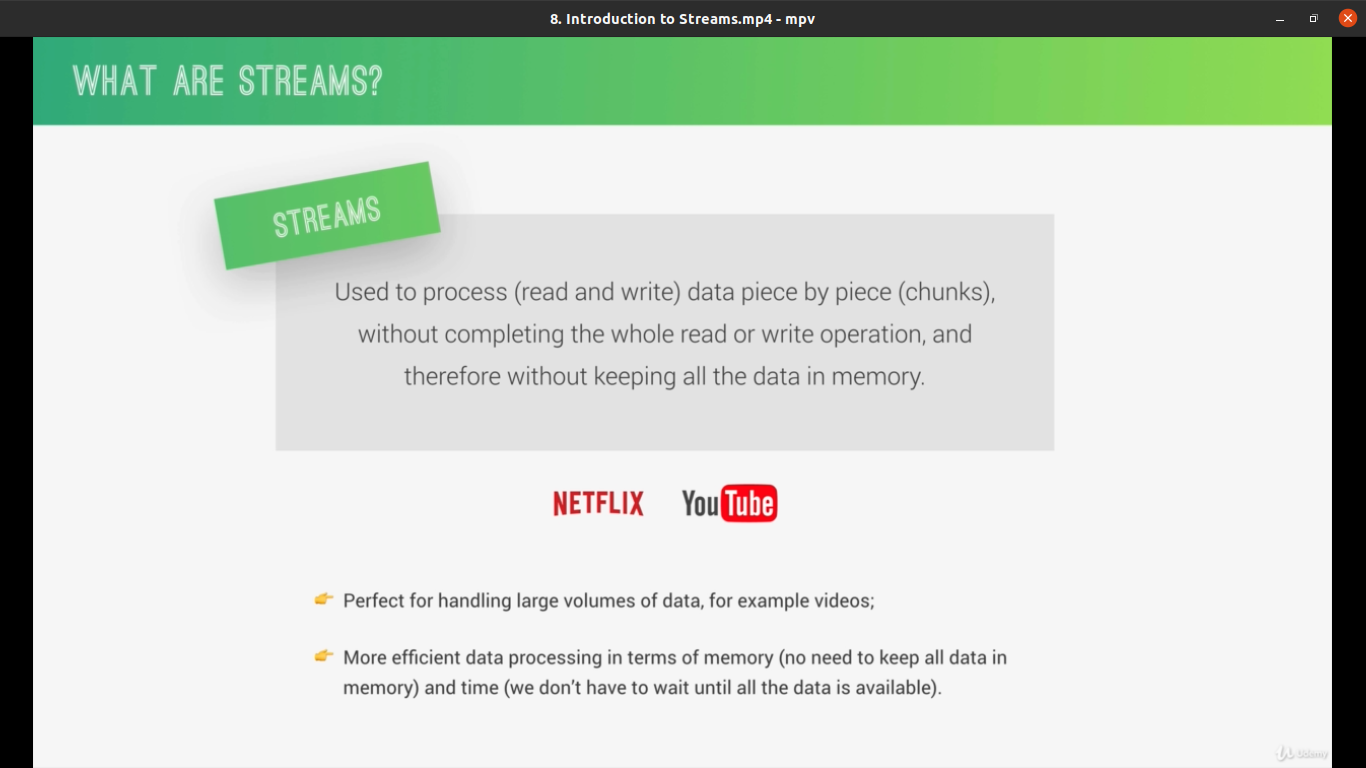 8. Introduction to Streams.mp4 - mpv
WHAT ARE STREAMS?
STREAMS
Used to process (read and write) data piece by piece (chunks),
without completing the whole read or write operation, and
therefore without keeping all the data in memory.
NETFLIX YouTube
👉 Perfect for handling large volumes of data, for example videos;
👉 More efficient data processing in terms of memory (no need to keep all data in
memory) and time (we don’t have to wait until all the data is available).
Udemy